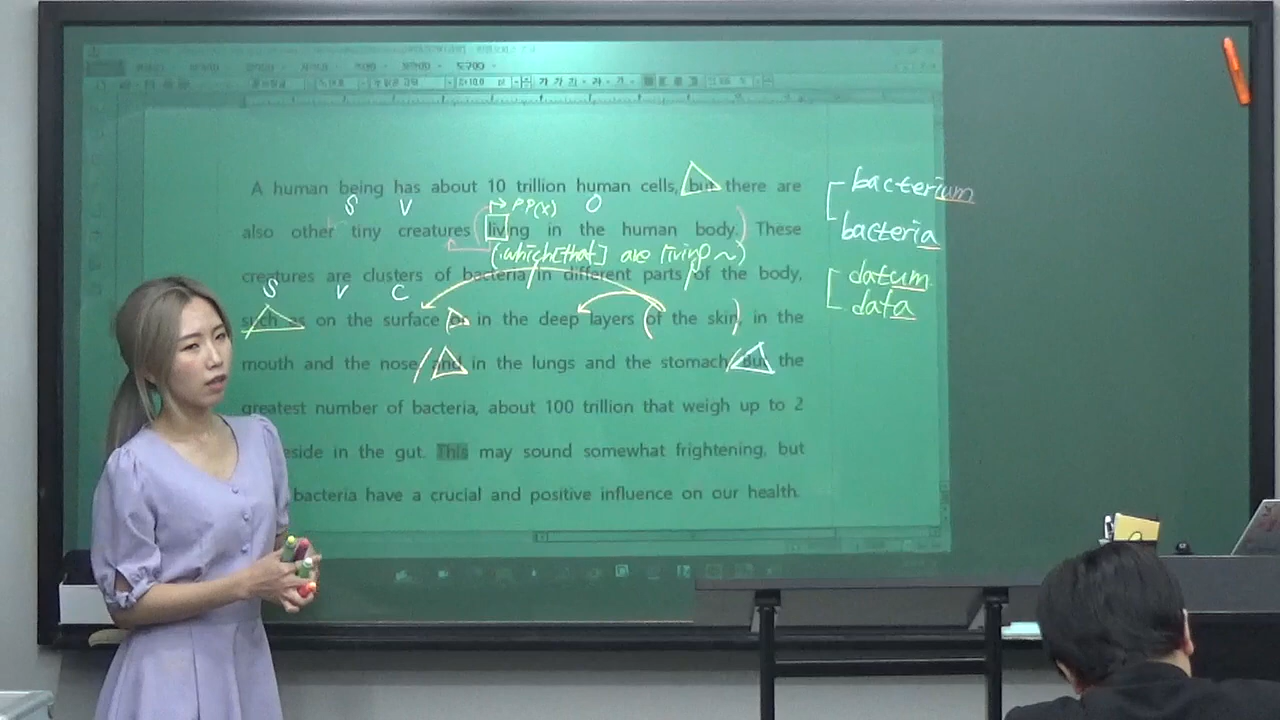 A human being has about 10 trillion human cells, but there are
S V PP(x) O
also other tiny creatures living in the human body. These
(which[that] are living ~)
creatures are clusters of bacteria in different parts of the body,
S V C
such as on the surface or in the deep layers of the skin, in the
mouth and the nose and in the lungs and the stomach. But the
greatest number of bacteria, about 100 trillion that weigh up to 2
eside in the gut. This may sound somewhat frightening, but
bacteria have a crucial and positive influence on our health.
bacterium
bacteria
datum
data